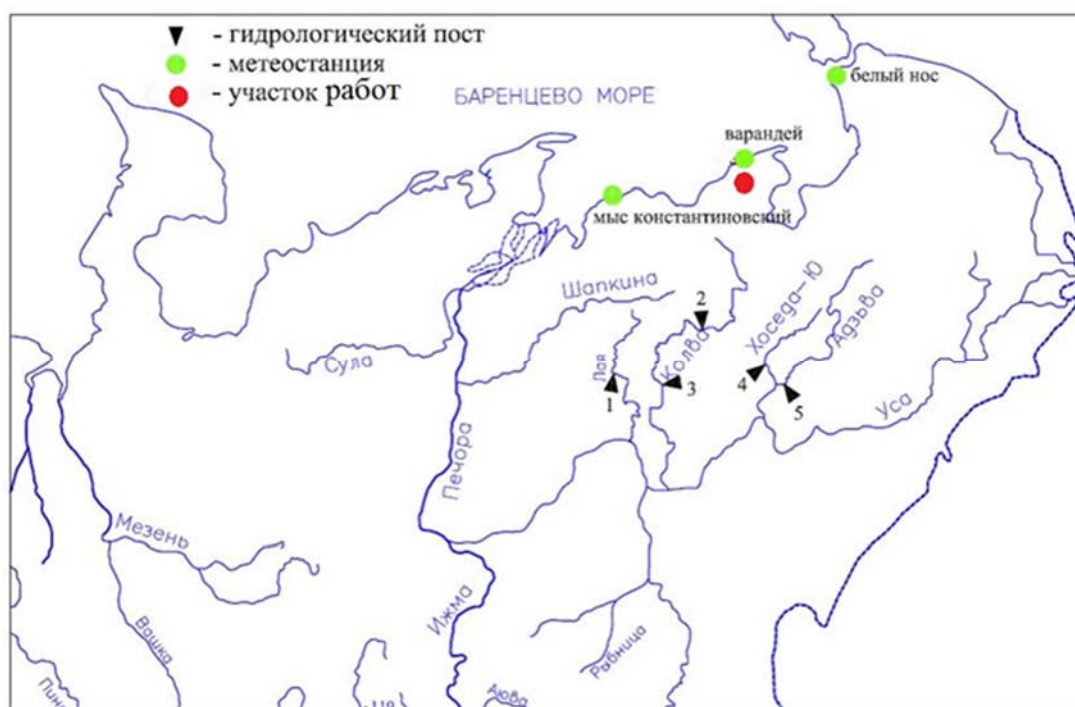 - гидрологический пост
- метеостанция
- участок работ
БАРЕНЦЕВО МОРЕ
белый нос
варандей
мыс константиновский
Шапкина
2
Хоседа-Ю
Адзьва
Сула
Лая
Колва
1
3
4
5
Уса
Печора
Мезень
Ижма
Вашка
Рыбница
Аюва